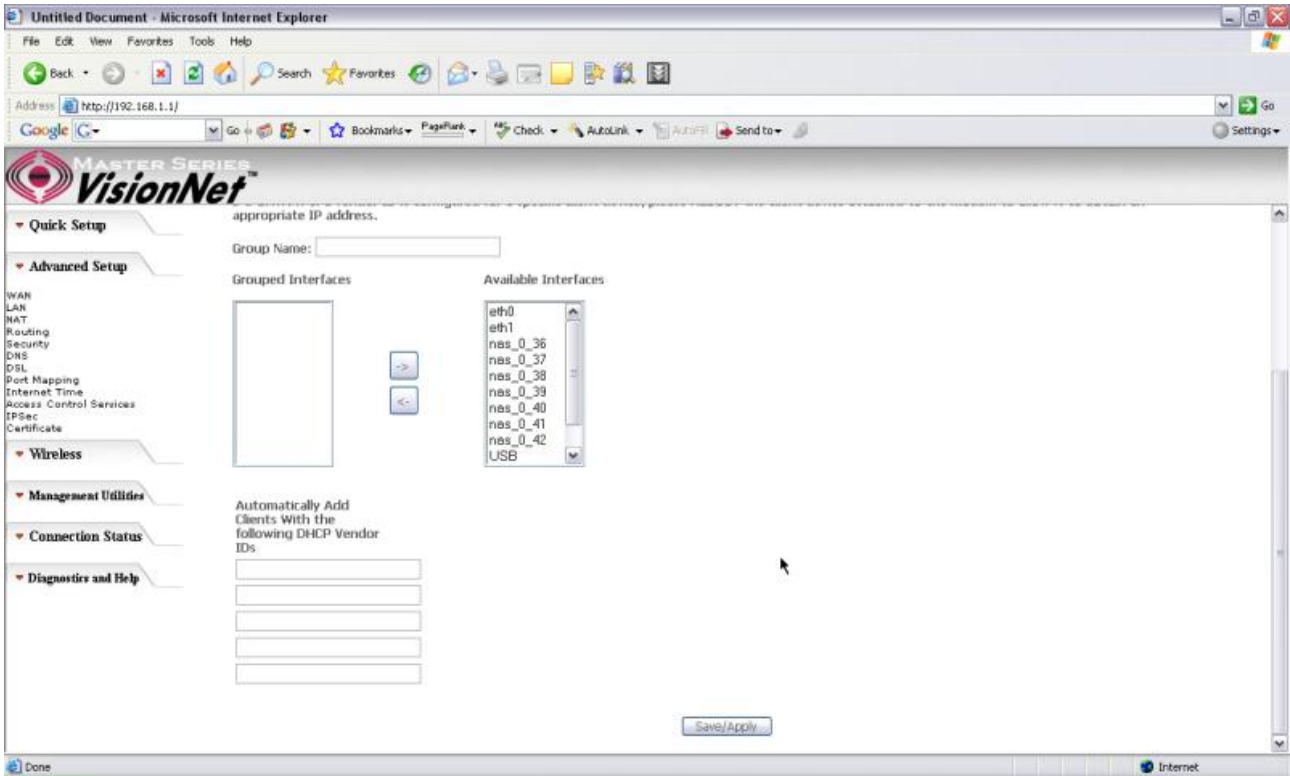 Untitled Document - Microsoft Internet Explorer
File Edit View Favorites Tools Help
Back Search Favorites
Address http://192.168.1.1/ Go
Google G Go Bookmarks PageRank Check AutoLink AutoFill Send to Settings
MASTER SERIES
VisionNet™
appropriate IP address.
Quick Setup
Group Name:
Advanced Setup
Grouped Interfaces Available Interfaces
WAN
LAN
NAT
Routing
Security
DNS
DSL
Port Mapping
Internet Time
Access Control Services
IPSec
Certificate
eth0
eth1
nas_0_36
nas_0_37
nas_0_38
nas_0_39
nas_0_40
nas_0_41
nas_0_42
USB
->
<-
Wireless
Management Utilities
Connection Status
Diagnostics and Help
Automatically Add
Clients With the
following DHCP Vendor
IDs
Save/Apply
Done Internet